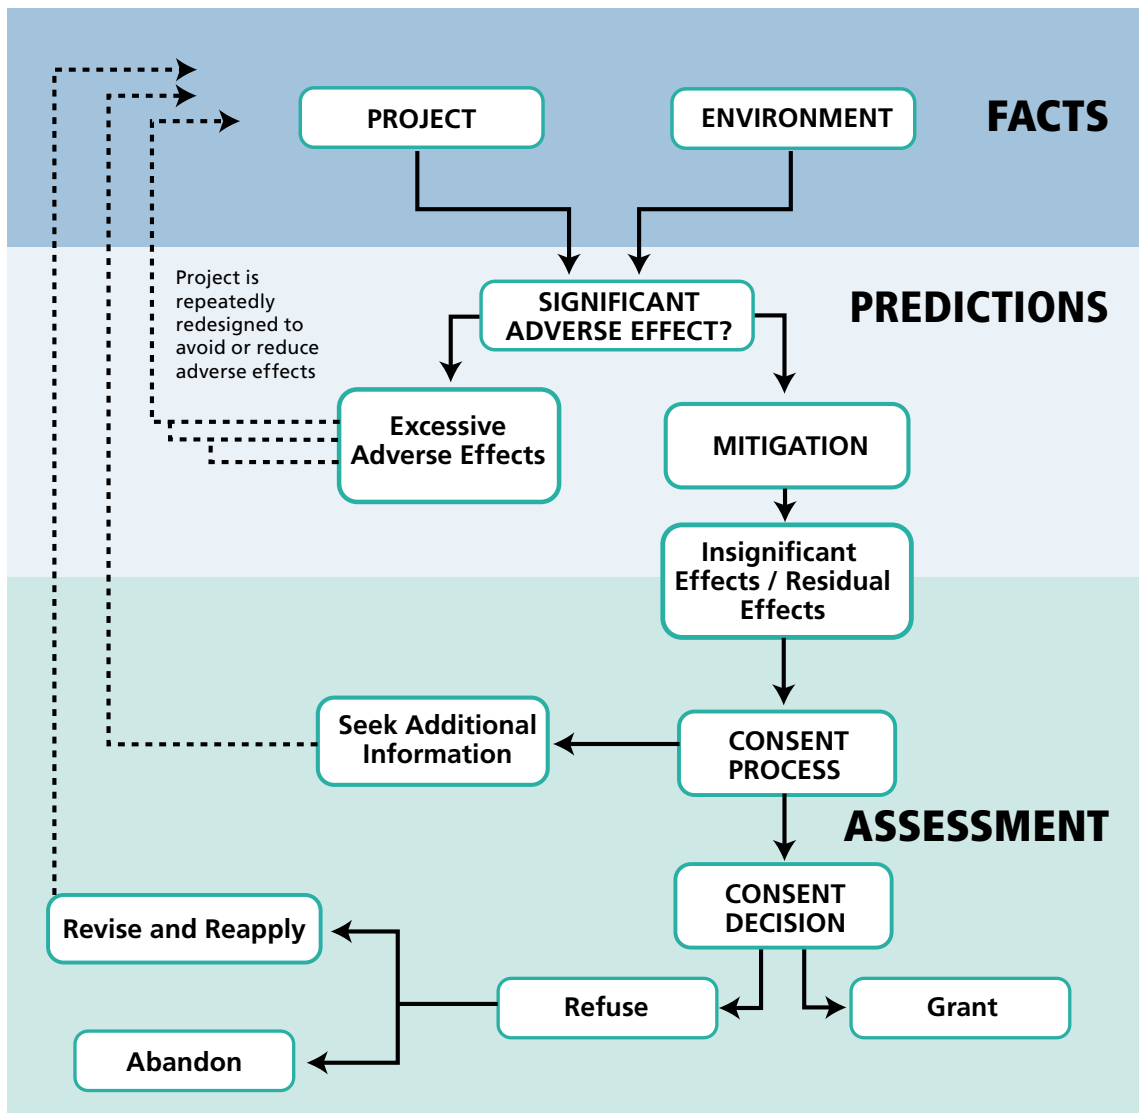 PROJECT
ENVIRONMENT
FACTS
Project is
repeatedly
redesigned to
avoid or reduce
adverse effects
SIGNIFICANT
ADVERSE EFFECT?
PREDICTIONS
Excessive
Adverse Effects
MITIGATION
Insignificant
Effects / Residual
Effects
Seek Additional
Information
CONSENT
PROCESS
ASSESSMENT
CONSENT
DECISION
Revise and Reapply
Refuse
Grant
Abandon